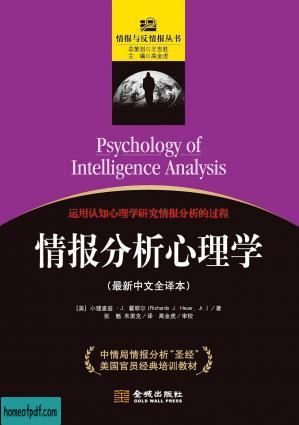 情报与反情报丛书
总策划/王吉胜
主 编/高金虎
Psychology of
Intelligence Analysis
运用认知心理学研究情报分析的过程
情报分析心理学
(最新中文全译本)
[美] 小理查兹·J. 霍耶尔 (Richards J. Heuer, Jr.) / 著
张 魁 朱里克 / 译 高金虎 / 审校
中情局情报分析“圣经”
美国官员经典培训教材
金城出版社
GOLD WALL PRESS
homeofpdf.com